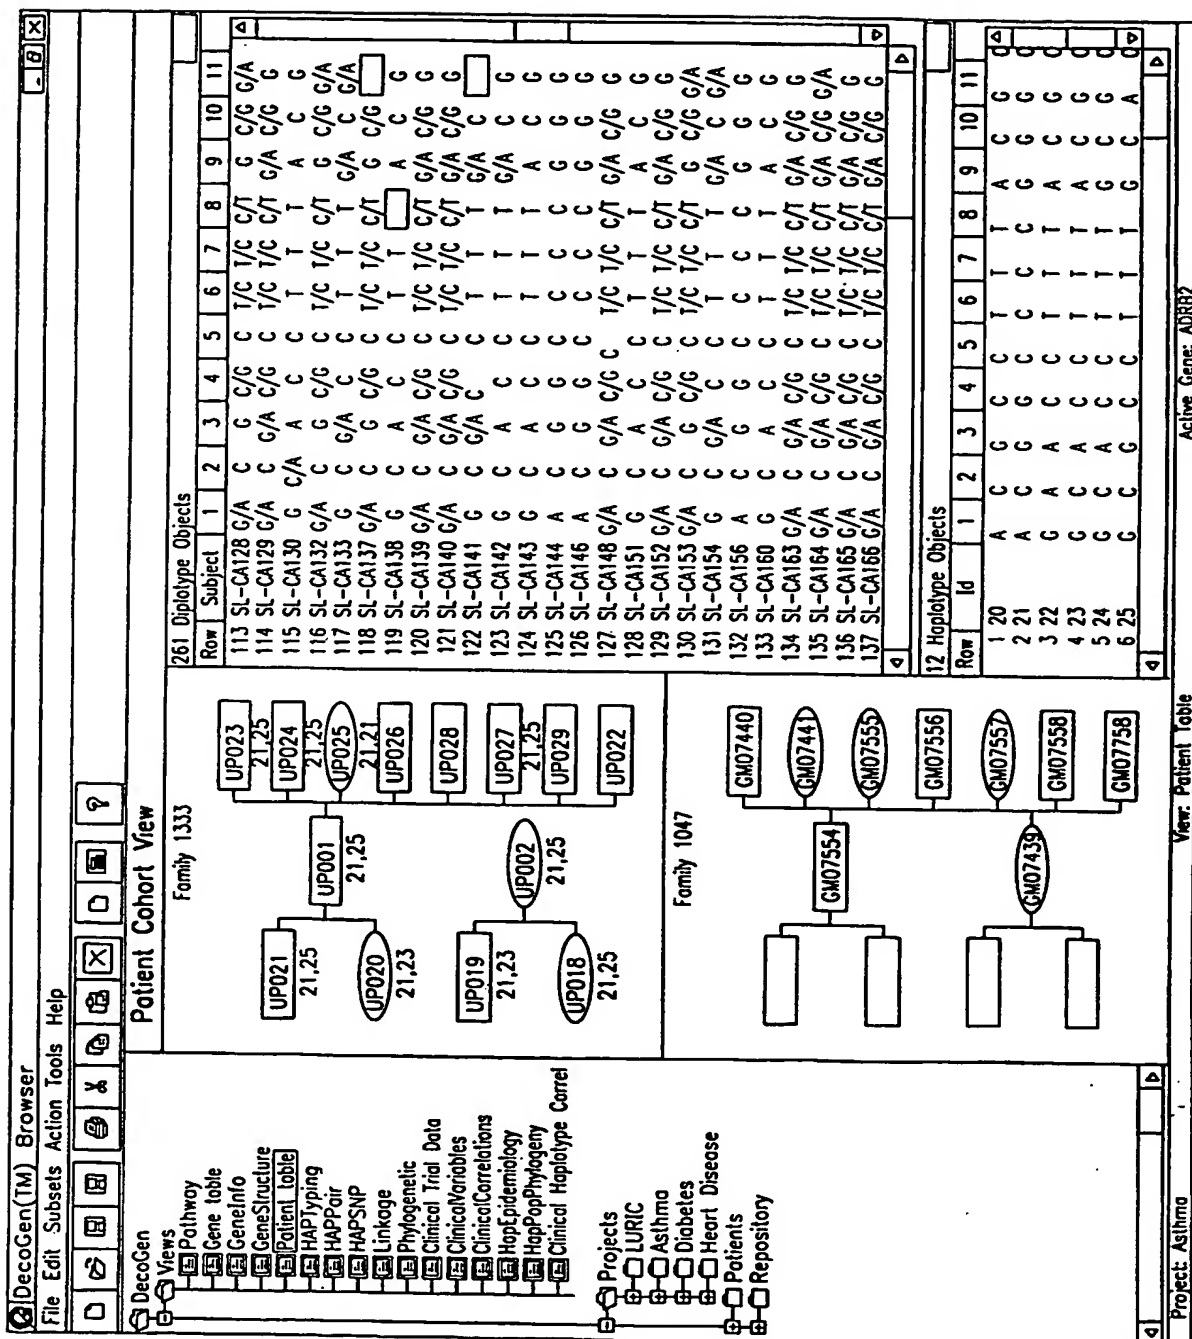 DecoGen(TM) Browser
File Edit Subsets Action Tools Help
DecoGen
Views
Pathway
Gene table
GeneInfo
GeneStructure
Patient table
HAPTyping
HAPPair
HAPSNP
Linkage
Phylogenetic
Clinical Trial Data
ClinicalVariables
ClinicalCorrelations
HapEpidemiology
HapPopPhylogeny
Clinical Haplotype Correl
Projects
LURIC
Asthma
Diabetes
Heart Disease
Patients
Repository
Patient Cohort View
Family 1333
UP021
21,25
UP020
21,23
UP019
21,23
UP018
21,25
UP001
21,25
UP002
21,25
UP023
21,25
UP024
21,25
UP025
21,21
UP026
UP028
UP027
21,25
UP029
UP022
Family 1047
GM07554
GM07439
GM07440
GM07441
GM07555
GM07556
GM07557
GM07558
GM07758
261 Diplotype Objects
Row Subject 1 2 3 4 5 6 7 8 9 10 11
113 SL-CA128 G/A C G C/G C T/C T/C C/T G C/G G/A
114 SL-CA129 G/A C G/A C/G C T/C T/C C/T G/A C/G G
115 SL-CA130 G C/A A C C T T T A C G
116 SL-CA132 G/A C G C/G C T/C T/C C/T G C/G G/A
117 SL-CA133 G C G/A C C T T T G/A C G/A
118 SL-CA137 G/A C G C/G C T/C T/C C/T G C/G
119 SL-CA138 G C A C C T T A C G
120 SL-CA139 G/A C G/A C/G C T/C T/C C/T G/A C/G G
121 SL-CA140 G/A C G/A C/G C T/C T/C C/T G/A C/G G
122 SL-CA141 G C G/A C C T T T G/A C
123 SL-CA142 G C A C C T T T G/A C G
124 SL-CA143 G C A C C T T T A C G
125 SL-CA144 A C G G C C C C G G G
126 SL-CA146 A C G G C C C C G G G
127 SL-CA148 G/A C G/A C/G C T/C T/C C/T G/A C/G G
128 SL-CA151 G C A C C T T T A C G
129 SL-CA152 G/A C G/A C/G C T/C T/C C/T G/A C/G G
130 SL-CA153 G/A C G C/G C T/C T/C C/T G C/G G/A
131 SL-CA154 G C G/A C C T T T G/A C G/A
132 SL-CA156 A C G G C C C C G G G
133 SL-CA160 G C A C C T T T A C G
134 SL-CA163 G/A C G/A C/G C T/C T/C C/T G/A C/G G
135 SL-CA164 G/A C G/A C/G C T/C T/C C/T G/A C/G G/A
136 SL-CA165 G/A C G/A C/G C T/C T/C C/T G/A C/G G
137 SL-CA166 G/A C G/A C/G C T/C T/C C/T G/A C/G G
12 Haplotype Objects
Row Id 1 2 3 4 5 6 7 8 9 10 11
1 20 A C G C C T T T A C G
2 21 A C G G C C C C G G G
3 22 G A A C C T T T A C G
4 23 G C A C C T T T A C G
5 24 G C A C C T T T G C G
6 25 G C G C C T T T G C A
Project: Asthma View: Patient Table Active Gene: ADRB2